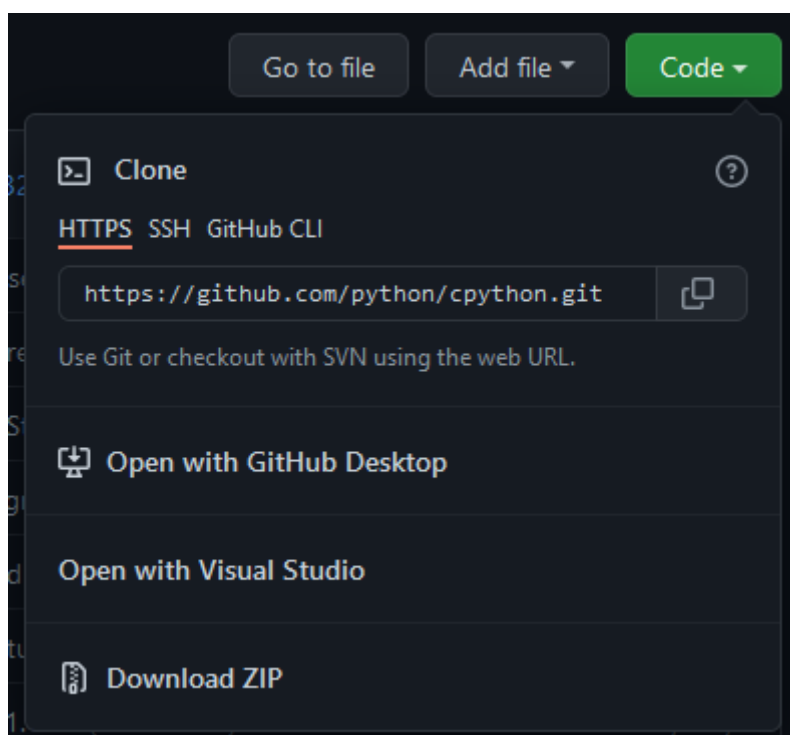 Go to file Add file Code
Clone
HTTPS SSH GitHub CLI
https://github.com/python/cpython.git
Use Git or checkout with SVN using the web URL.
Open with GitHub Desktop
Open with Visual Studio
Download ZIP